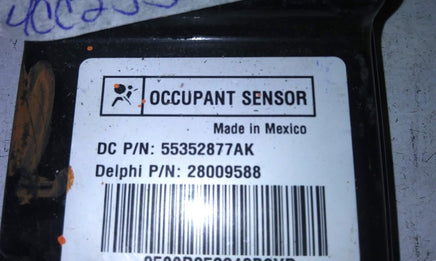 OCCUPANT SENSOR
Made in Mexico
DC P/N: 55352877AK
Delphi P/N: 28009588